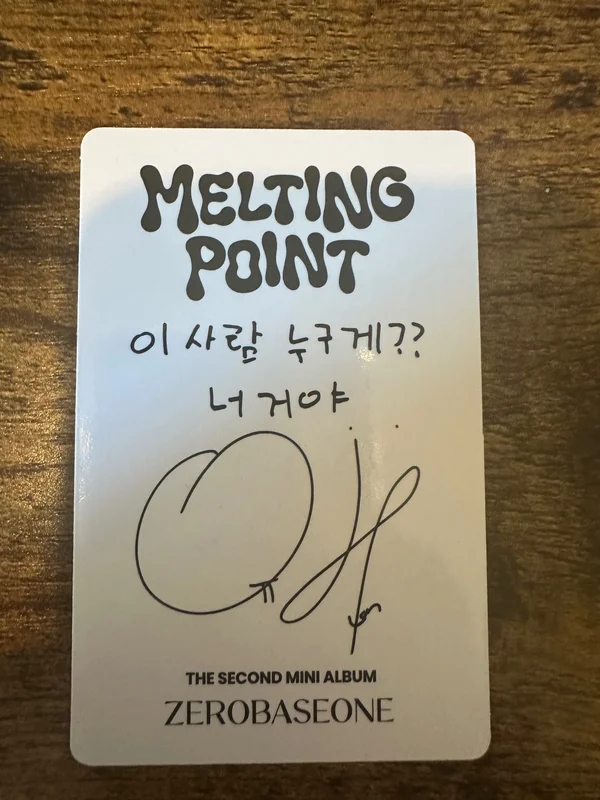 MELTING
POINT
이 사람 누구게??
너 거야
THE SECOND MINI ALBUM
ZEROBASEONE